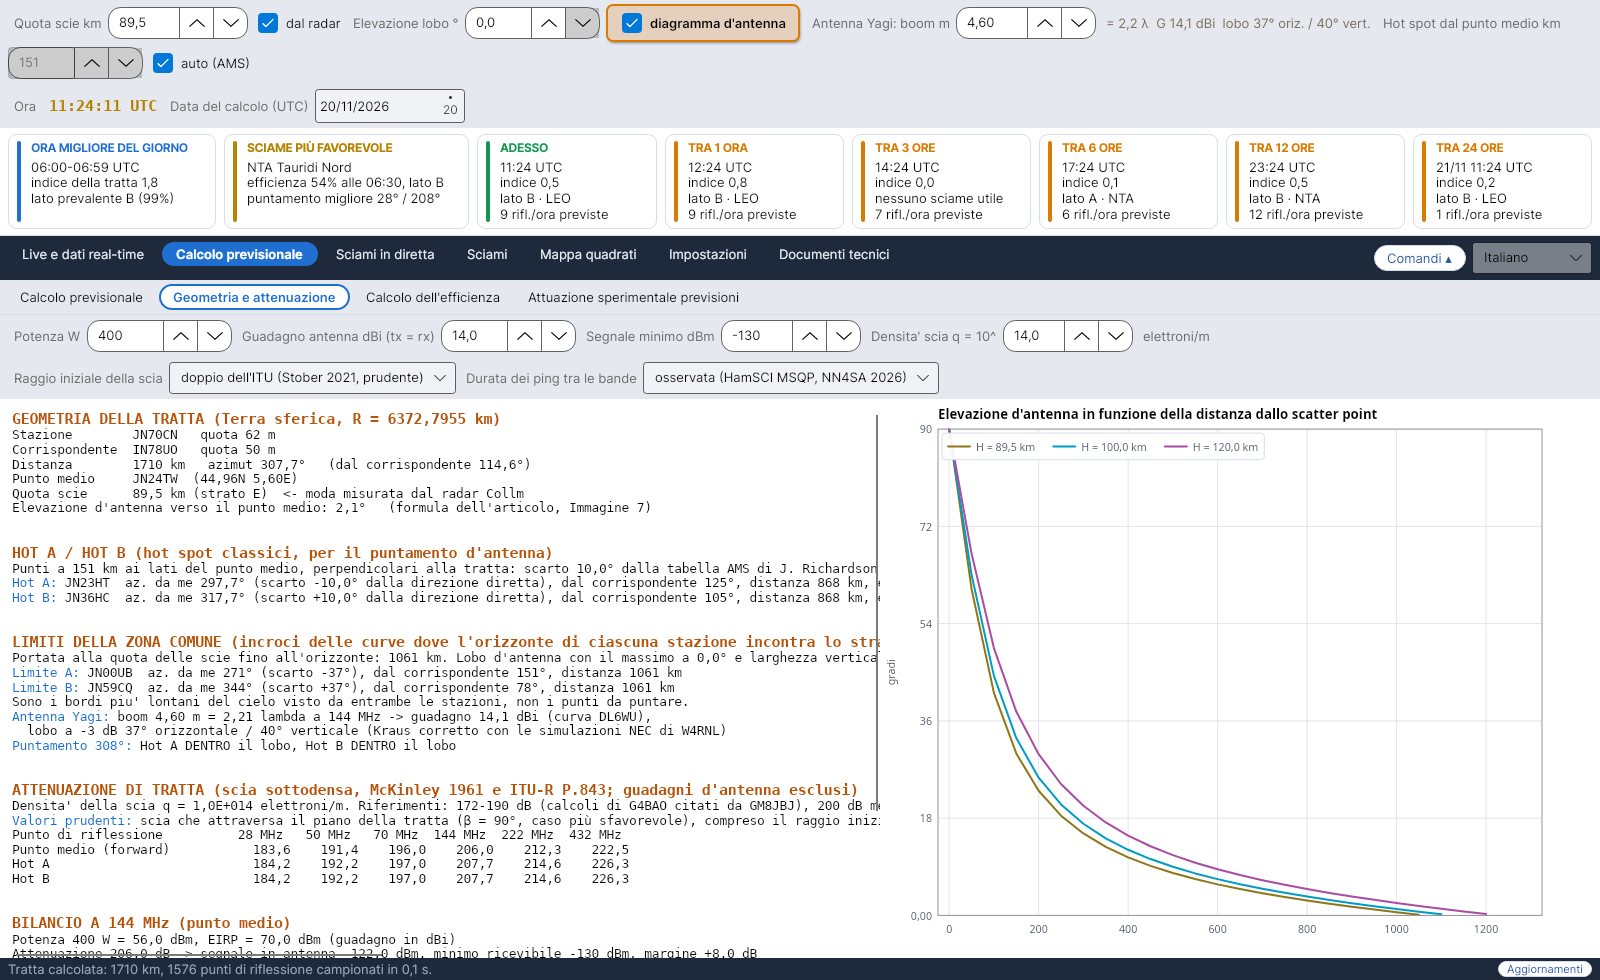 Quota scie km 89,5 dal radar Elevazione lobo ° 0,0 diagramma d'antenna Antenna Yagi: boom m 4,60 = 2,2 λ G 14,1 dBi lobo 37° oriz. / 40° vert. Hot spot dal punto medio km
151 auto (AMS)
Ora 11:24:11 UTC Data del calcolo (UTC) 20/11/2026 20
ORA MIGLIORE DEL GIORNO
06:00-06:59 UTC
indice della tratta 1,8
lato prevalente B (99%)
SCIAME PIÙ FAVOREVOLE
NTA Tauridi Nord
efficienza 54% alle 06:30, lato B
puntamento migliore 28° / 208°
ADESSO
11:24 UTC
indice 0,5
lato B · LEO
9 rifl./ora previste
TRA 1 ORA
12:24 UTC
indice 0,8
lato B · LEO
9 rifl./ora previste
TRA 3 ORE
14:24 UTC
indice 0,0
nessuno sciame utile
7 rifl./ora previste
TRA 6 ORE
17:24 UTC
indice 0,1
lato A · NTA
6 rifl./ora previste
TRA 12 ORE
23:24 UTC
indice 0,5
lato B · NTA
12 rifl./ora previste
TRA 24 ORE
21/11 11:24 UTC
indice 0,2
lato B · LEO
1 rifl./ora previste
Live e dati real-time Calcolo previsionale Sciami in diretta Sciami Mappa quadrati Impostazioni Documenti tecnici Comandi ▴ Italiano
Calcolo previsionale Geometria e attenuazione Calcolo dell'efficienza Attuazione sperimentale previsioni
Potenza W 400 Guadagno antenna dBi (tx = rx) 14,0 Segnale minimo dBm -130 Densita' scia q = 10^ 14,0 elettroni/m
Raggio iniziale della scia doppio dell'ITU (Stober 2021, prudente) Durata dei ping tra le bande osservata (HamSCI MSQP, NN4SA 2026)
GEOMETRIA DELLA TRATTA (Terra sferica, R = 6372,7955 km)
Stazione JN70CN quota 62 m
Corrispondente IN78UO quota 50 m
Distanza 1710 km azimut 307,7° (dal corrispondente 114,6°)
Punto medio JN24TW (44,96N 5,60E)
Quota scie 89,5 km (strato E) <- moda misurata dal radar Collm
Elevazione d'antenna verso il punto medio: 2,1° (formula dell'articolo, Immagine 7)
HOT A / HOT B (hot spot classici, per il puntamento d'antenna)
Punti a 151 km ai lati del punto medio, perpendicolari alla tratta: scarto 10,0° dalla tabella AMS di J. Richardson
Hot A: JN23HT az. da me 297,7° (scarto -10,0° dalla direzione diretta), dal corrispondente 125°, distanza 868 km,
Hot B: JN36HC az. da me 317,7° (scarto +10,0° dalla direzione diretta), dal corrispondente 105°, distanza 868 km,
LIMITI DELLA ZONA COMUNE (incroci delle curve dove l'orizzonte di ciascuna stazione incontra lo stra
Portata alla quota delle scie fino all'orizzonte: 1061 km. Lobo d'antenna con il massimo a 0,0° e larghezza vertica
Limite A: JN00UB az. da me 271° (scarto -37°), dal corrispondente 151°, distanza 1061 km
Limite B: JN59CQ az. da me 344° (scarto +37°), dal corrispondente 78°, distanza 1061 km
Sono i bordi piu' lontani del cielo visto da entrambe le stazioni, non i punti da puntare.
Antenna Yagi: boom 4,60 m = 2,21 lambda a 144 MHz -> guadagno 14,1 dBi (curva DL6WU),
lobo a -3 dB 37° orizzontale / 40° verticale (Kraus corretto con le simulazioni NEC di W4RNL)
Puntamento 308°: Hot A DENTRO il lobo, Hot B DENTRO il lobo
ATTENUAZIONE DI TRATTA (scia sottodensa, McKinley 1961 e ITU-R P.843; guadagni d'antenna esclusi)
Densita' della scia q = 1,0E+014 elettroni/m. Riferimenti: 172-190 dB (calcoli di G4BAO citati da GM8JBJ), 200 dB me
Valori prudenti: scia che attraversa il piano della tratta (β = 90°, caso più sfavorevole), compreso il raggio inizi
Punto di riflessione 28 MHz 50 MHz 70 MHz 144 MHz 222 MHz 432 MHz
Punto medio (forward) 183,6 191,4 196,0 206,0 212,3 222,5
Hot A 184,2 192,2 197,0 207,7 214,6 226,3
Hot B 184,2 192,2 197,0 207,7 214,6 226,3
BILANCIO A 144 MHz (punto medio)
Potenza 400 W = 56,0 dBm, EIRP = 70,0 dBm (guadagno in dBi)
Attenuazione 206,0 dB -> segnale in antenna -122,0 dBm, minimo ricevibile -130 dBm, margine +8,0 dB
Elevazione d'antenna in funzione della distanza dallo scatter point
H = 89,5 km H = 100,0 km H = 120,0 km
gradi
90
72
54
36
18
0,00
0 200 400 600 800 1000 1200
Tratta calcolata: 1710 km, 1576 punti di riflessione campionati in 0,1 s. Aggiornamenti